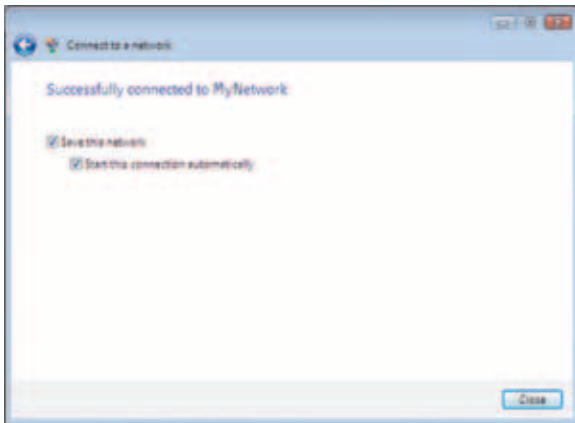 Connect to a network
Successfully connected to MyNetwork
Save this network
Start this connection automatically
Close